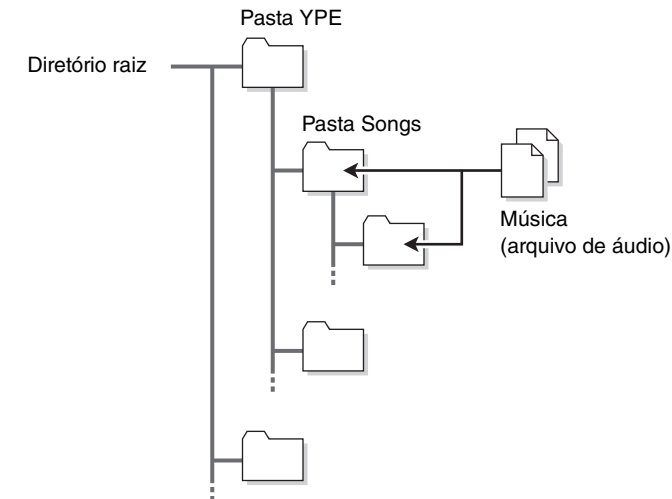 Pasta YPE
Diretório raiz
Pasta Songs
Música
(arquivo de áudio)